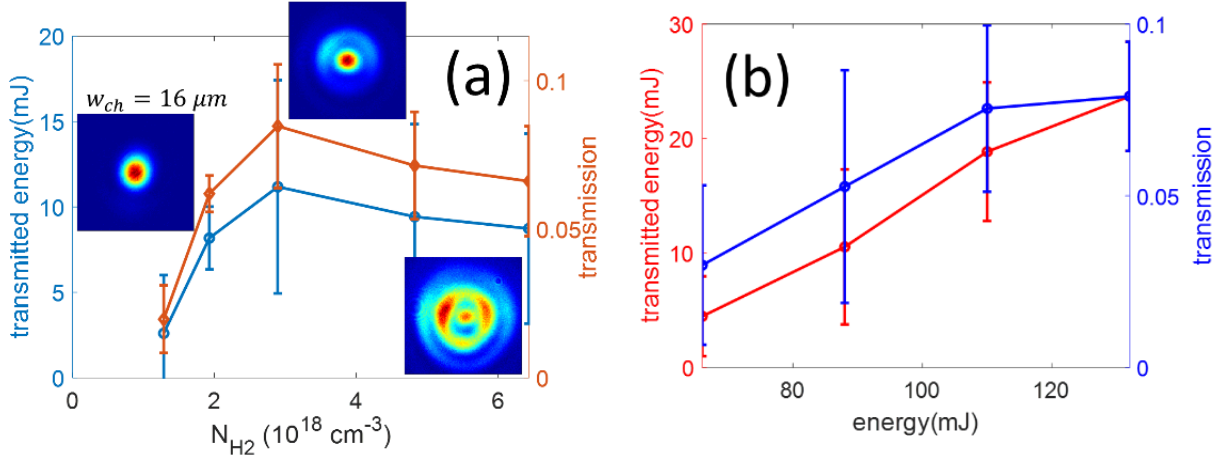 (a)
w_ch = 16 μm
transmitted energy(mJ)
20
15
10
5
0
0 2 4 6
N_H2 (10^18 cm^-3)
0.1
0.05
0
transmission
(b)
transmitted energy(mJ)
30
20
10
0
80 100 120
energy(mJ)
0.1
0.05
0
transmission